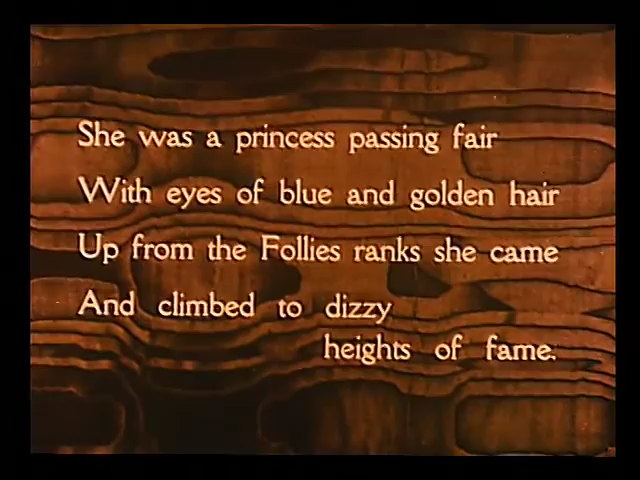 She was a princess passing fair
With eyes of blue and golden hair
Up from the Follies ranks she came
And climbed to dizzy
heights of fame.